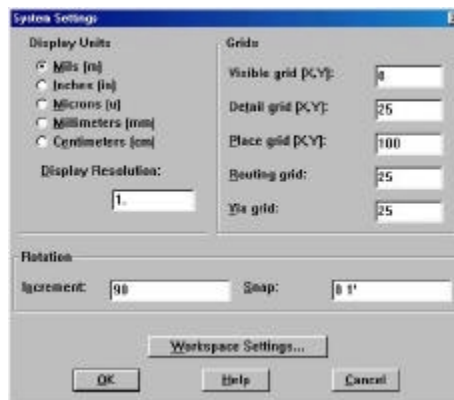 System Settings
Display Units
Mils (m)
Inches (in)
Microns (u)
Millimeters (mm)
Centimeters (cm)
Display Resolution:
1.
Grids
Visible grid [X,Y]:
0
Detail grid [X,Y]:
25
Place grid [X,Y]:
100
Routing grid:
25
Via grid:
25
Rotation
Increment:
90
Snap:
0 1'
Workspace Settings...
OK
Help
Cancel